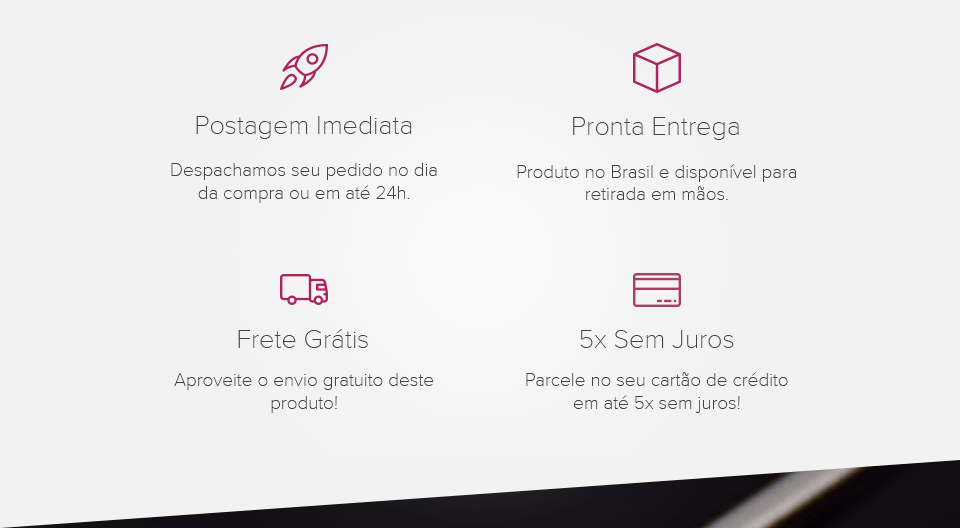 Postagem Imediata
Despachamos seu pedido no dia
da compra ou em até 24h.
Pronta Entrega
Produto no Brasil e disponível para
retirada em mãos.
Frete Grátis
Aproveite o envio gratuito deste
produto!
5x Sem Juros
Parcele no seu cartão de crédito
em até 5x sem juros!